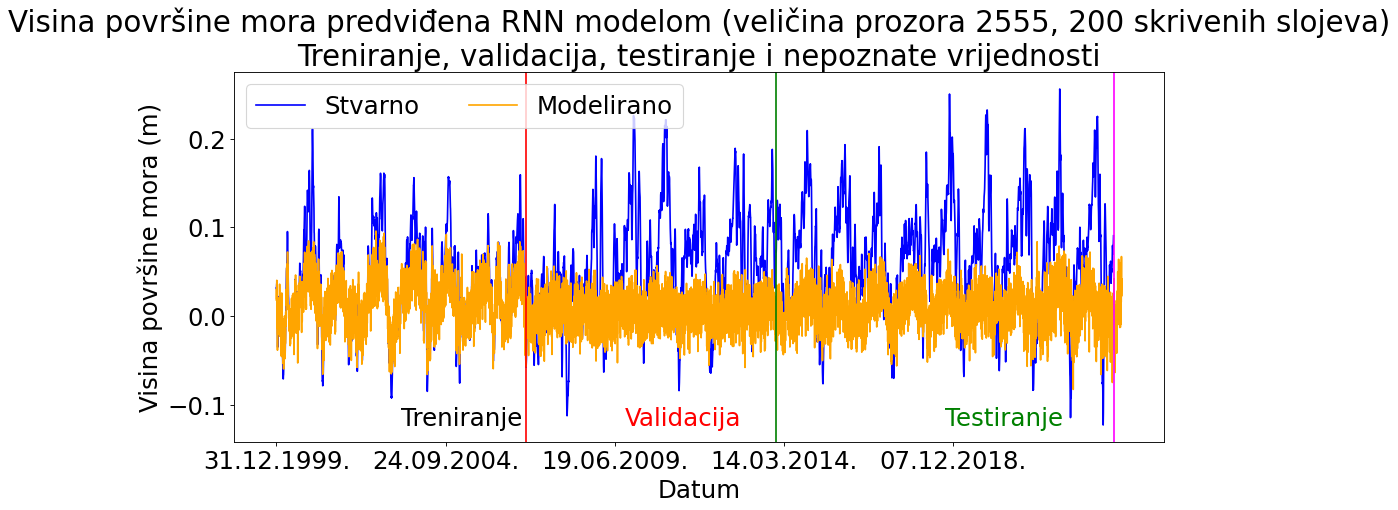 Visina površine mora predviđena RNN modelom (veličina prozora 2555, 200 skrivenih slojeva)
Treniranje, validacija, testiranje i nepoznate vrijednosti
Stvarno Modelirano
Visina površine mora (m)
0.2
0.1
0.0
−0.1
Treniranje Validacija Testiranje
31.12.1999. 24.09.2004. 19.06.2009. 14.03.2014. 07.12.2018.
Datum